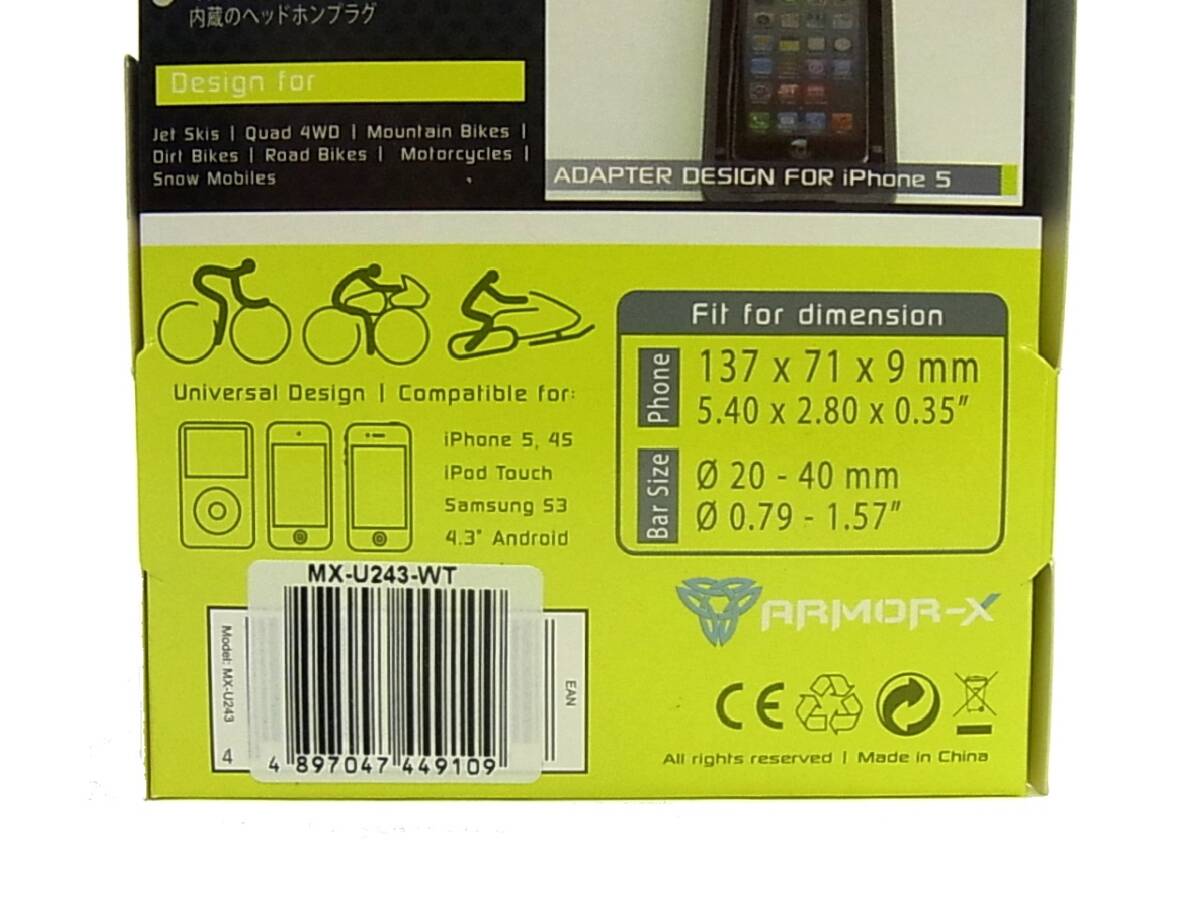 内蔵のヘッドホンプラグ
Design for
Jet Skis | Quad 4WD | Mountain Bikes |
Dirt Bikes | Road Bikes | Motorcycles |
Snow Mobiles
ADAPTER DESIGN FOR iPhone 5
Universal Design | Compatible for:
iPhone 5, 4S
iPod Touch
Samsung S3
4.3" Android
Fit for dimension
Phone
137 x 71 x 9 mm
5.40 x 2.80 x 0.35"
Bar Size
Ø 20 - 40 mm
Ø 0.79 - 1.57"
MX-U243-WT
Model: MX-U243
EAN
4
4 897047 449109
ARMOR-X
CE
All rights reserved | Made in China